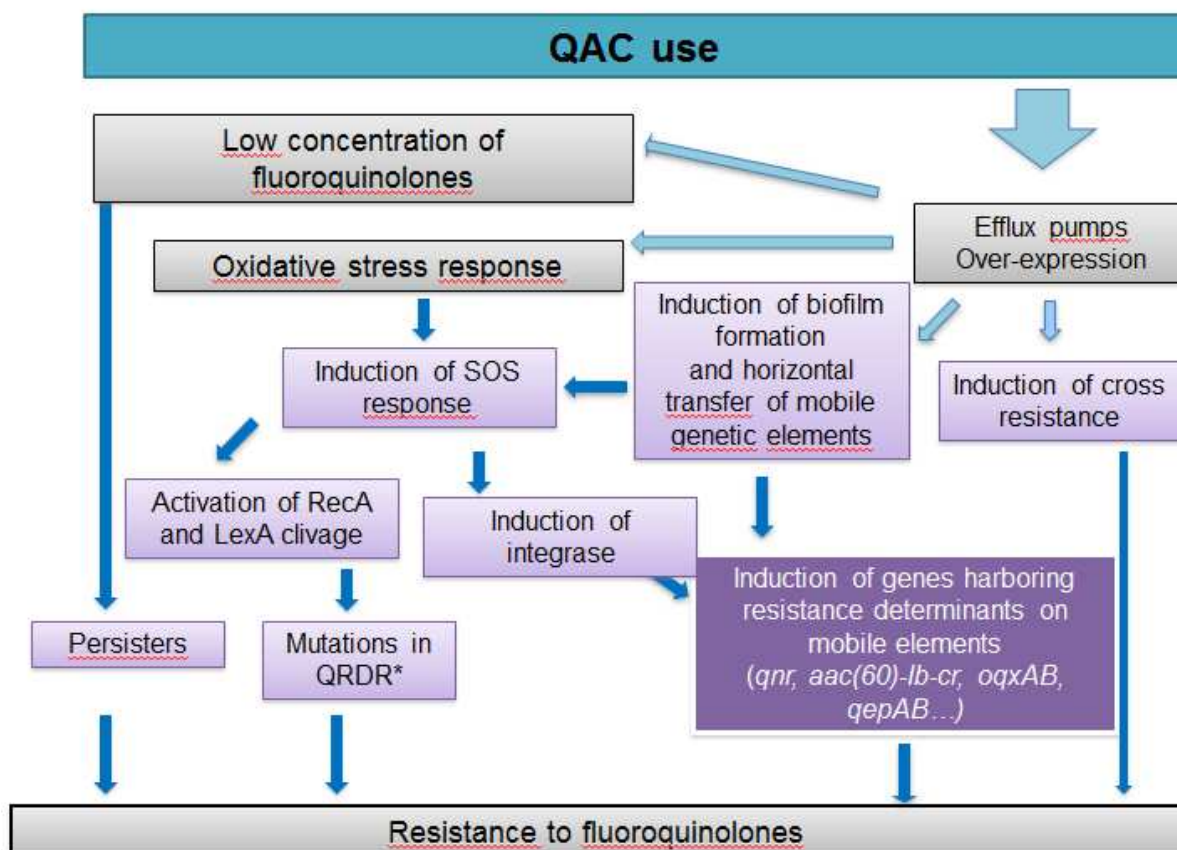 QAC use
Low concentration of
fluoroquinolones
Efflux pumps
Over-expression
Oxidative stress response
Induction of biofilm
formation
and horizontal
transfer of mobile
genetic elements
Induction of SOS
response
Induction of cross
resistance
Activation of RecA
and LexA clivage
Induction of
integrase
Induction of genes harboring
resistance determinants on
mobile elements
(qnr, aac(60)-Ib-cr, oqxAB,
qepAB...)
Persisters
Mutations in
QRDR*
Resistance to fluoroquinolones